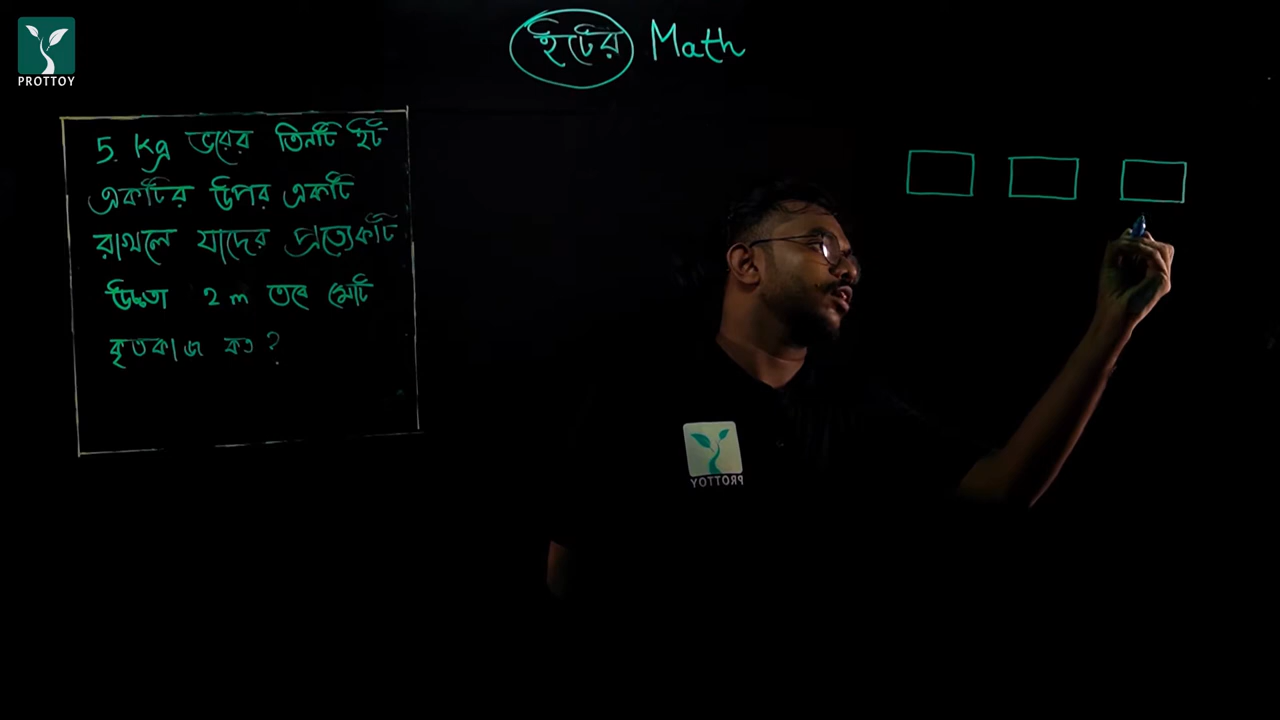 PROTTOY
ইটের Math
5. Kg ভরের তিনটি ইট
একটির উপর একটি
রাখলে যাদের প্রত্যেকটি
উচ্চতা 2 m তবে মোট
কৃতকাজ কত ?
PROTTOY